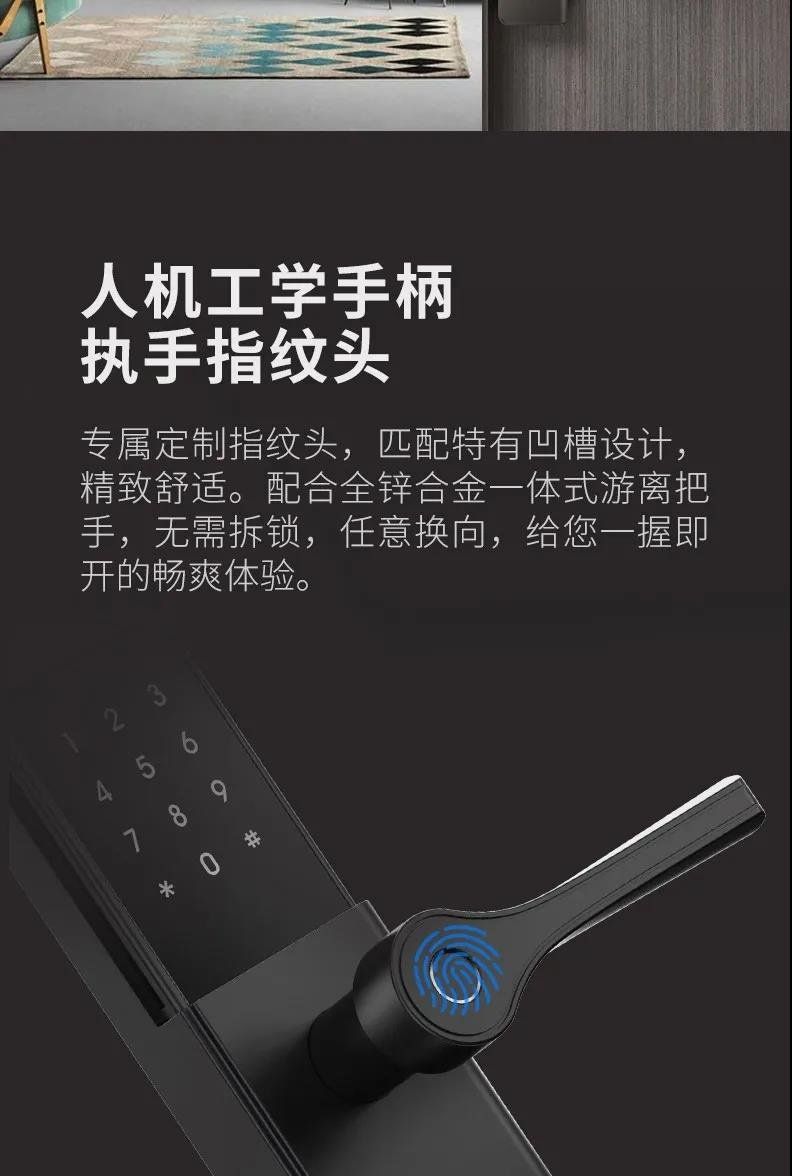 人机工学手柄
执手指纹头
专属定制指纹头，匹配特有凹槽设计，
精致舒适。配合全锌合金一体式游离把
手，无需拆锁，任意换向，给您一握即
开的畅爽体验。
1 2 3
4 5 6
7 8 9
* 0 #